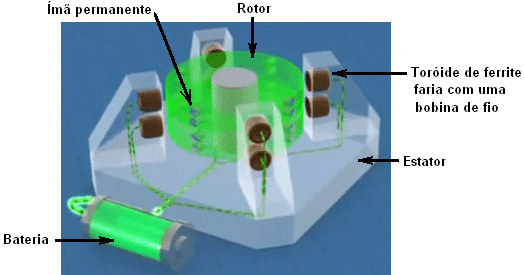 Ímã permanente
Rotor
Toróide de ferrite
faria com uma
bobina de fio
Estator
Bateria